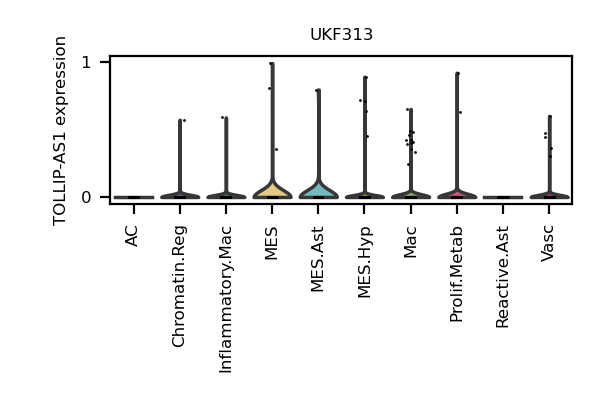 UKF313
TOLLIP-AS1 expression
1
0
AC
Chromatin.Reg
Inflammatory.Mac
MES
MES.Ast
MES.Hyp
Mac
Prolif.Metab
Reactive.Ast
Vasc